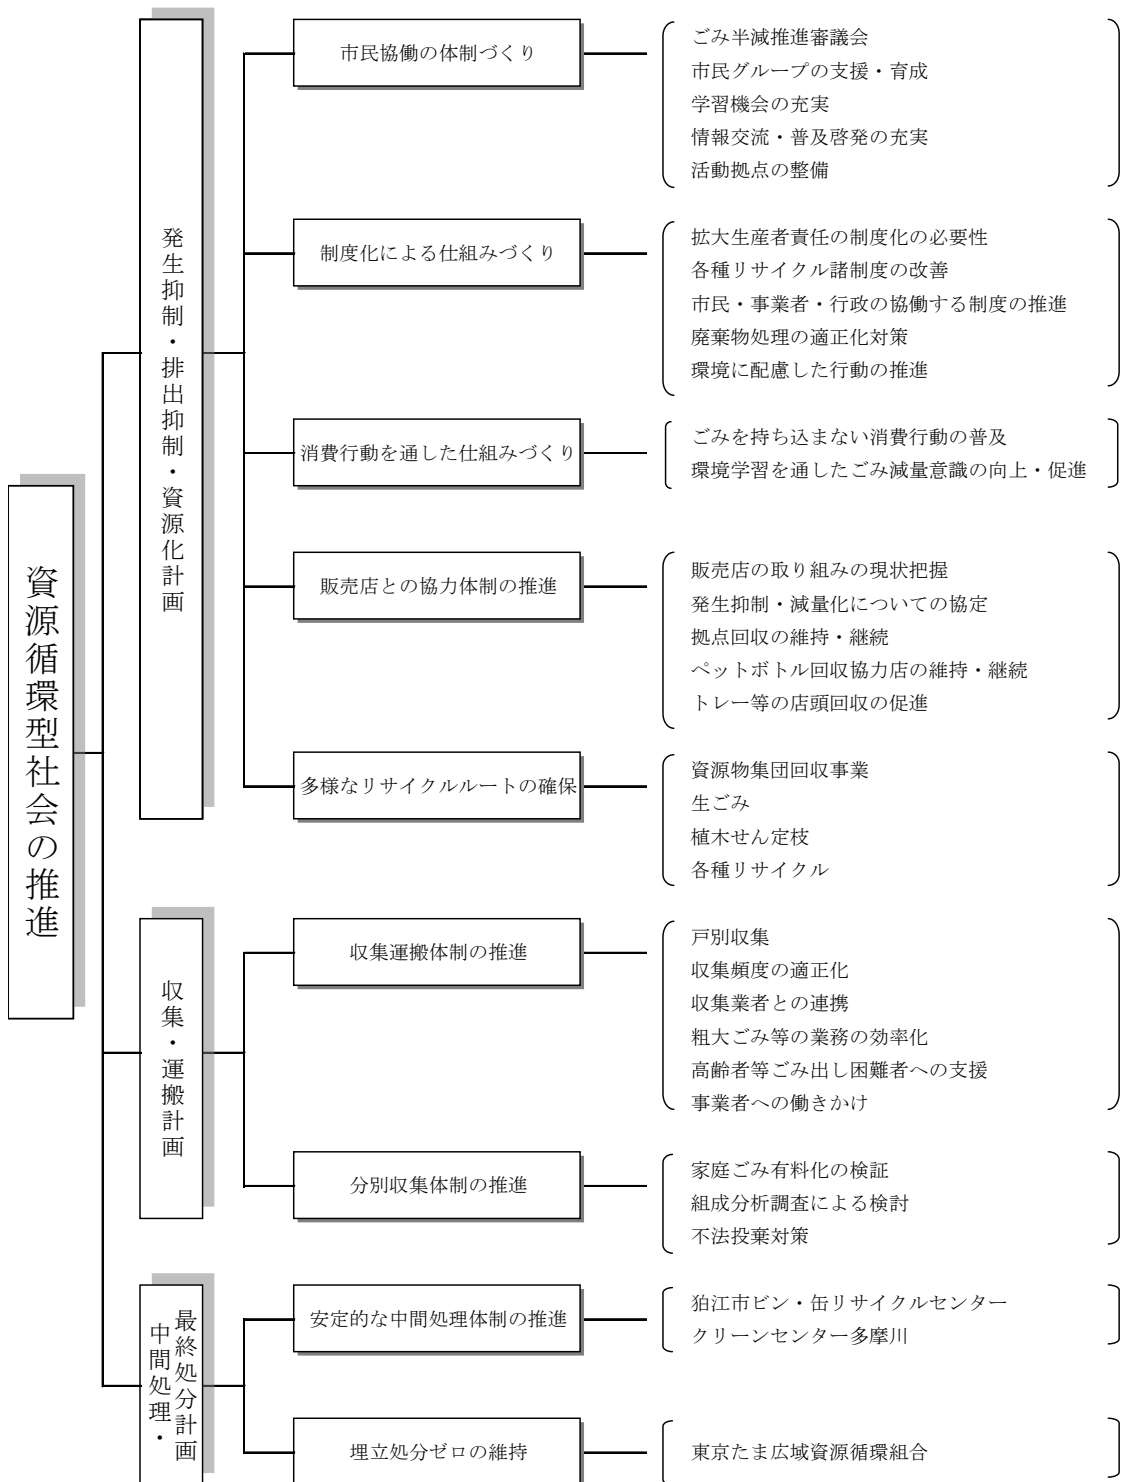 資源循環型社会の推進
発生抑制・排出抑制・資源化計画
市民協働の体制づくり
ごみ半減推進審議会
市民グループの支援・育成
学習機会の充実
情報交流・普及啓発の充実
活動拠点の整備
制度化による仕組みづくり
拡大生産者責任の制度化の必要性
各種リサイクル諸制度の改善
市民・事業者・行政の協働する制度の推進
廃棄物処理の適正化対策
環境に配慮した行動の推進
消費行動を通した仕組みづくり
ごみを持ち込まない消費行動の普及
環境学習を通したごみ減量意識の向上・促進
販売店との協力体制の推進
販売店の取り組みの現状把握
発生抑制・減量化についての協定
拠点回収の維持・継続
ペットボトル回収協力店の維持・継続
トレー等の店頭回収の促進
多様なリサイクルルートの確保
資源物集団回収事業
生ごみ
植木せん定枝
各種リサイクル
収集・運搬計画
収集運搬体制の推進
戸別収集
収集頻度の適正化
収集業者との連携
粗大ごみ等の業務の効率化
高齢者等ごみ出し困難者への支援
事業者への働きかけ
分別収集体制の推進
家庭ごみ有料化の検証
組成分析調査による検討
不法投棄対策
中間処理・
最終処分計画
安定的な中間処理体制の推進
狛江市ビン・缶リサイクルセンター
クリーンセンター多摩川
埋立処分ゼロの維持
東京たま広域資源循環組合